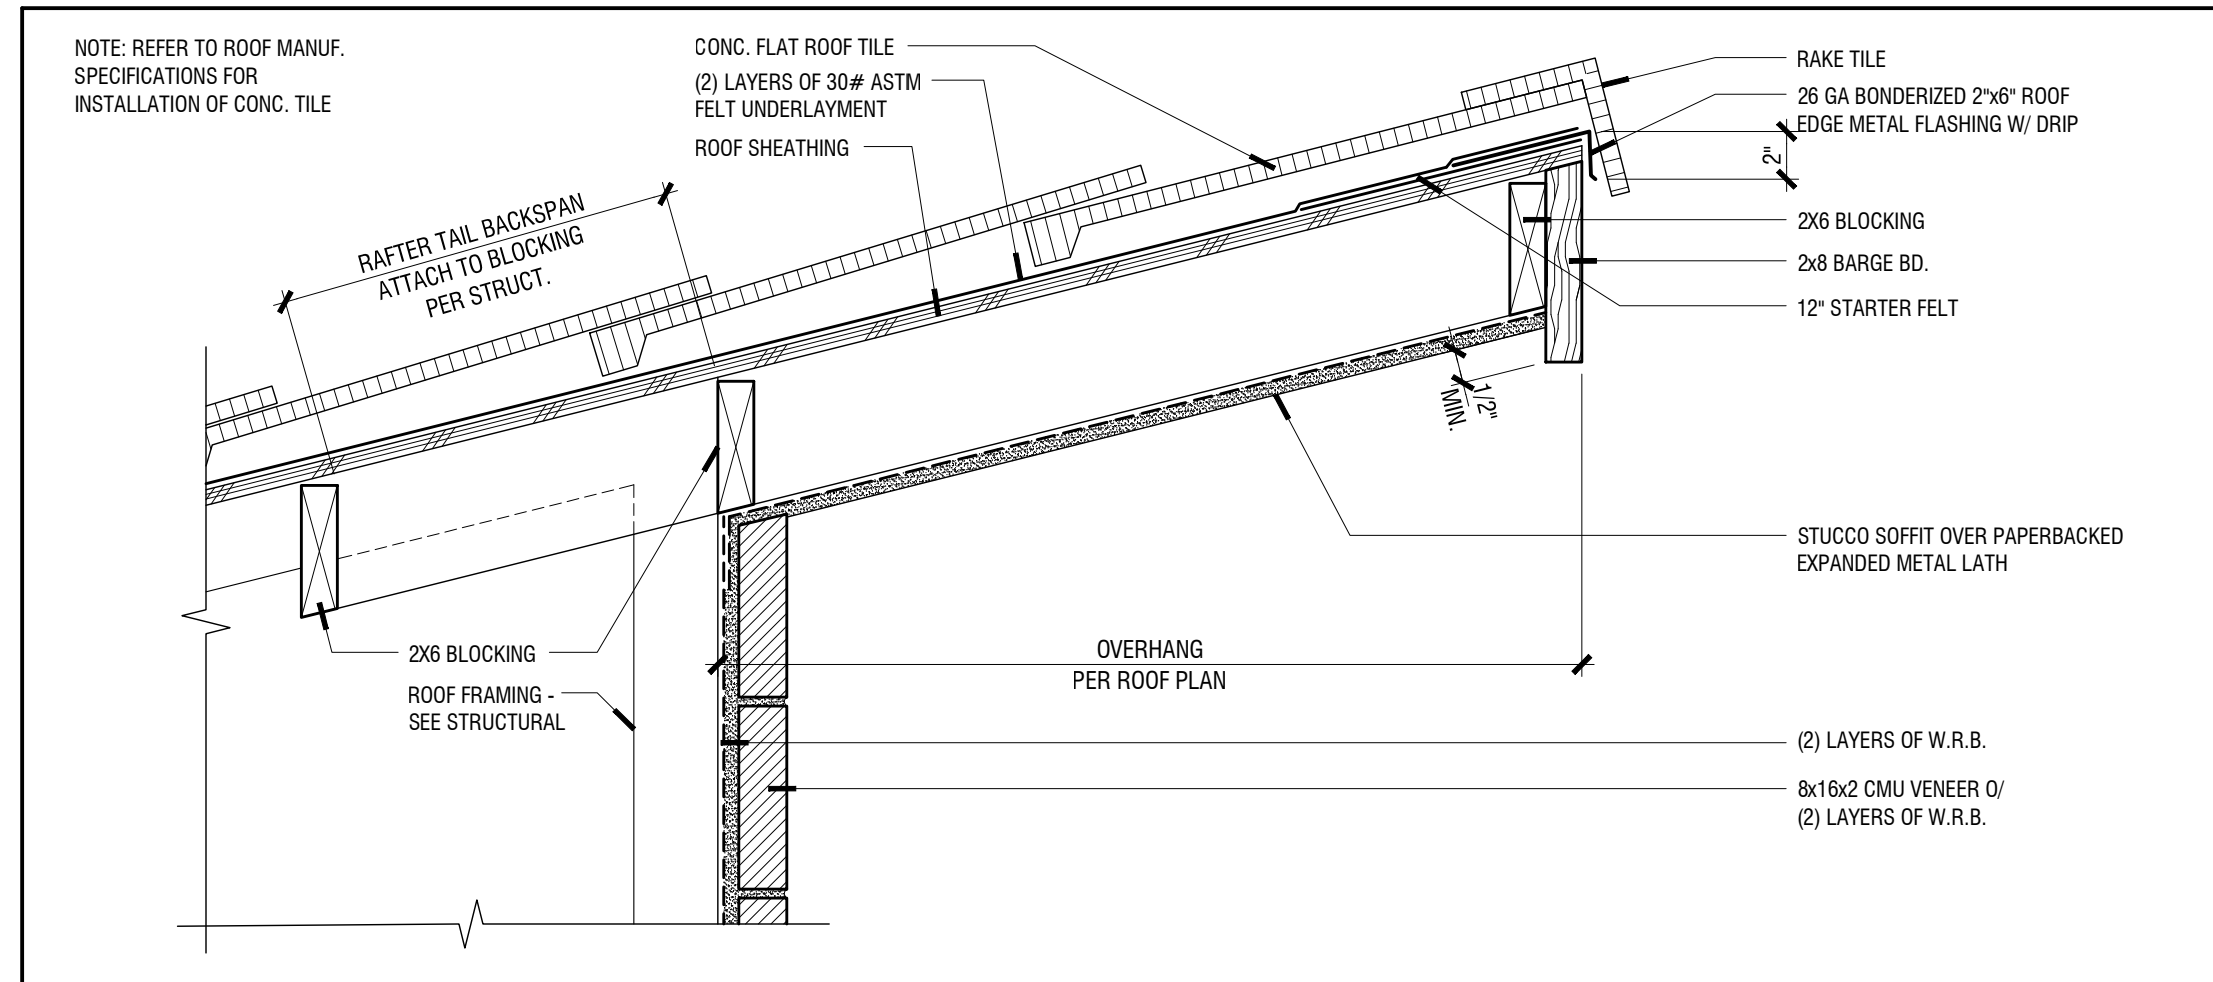 NOTE: REFER TO ROOF MANUF.
SPECIFICATIONS FOR
INSTALLATION OF CONC. TILE
CONC. FLAT ROOF TILE
(2) LAYERS OF 30# ASTM
FELT UNDERLAYMENT
ROOF SHEATHING
RAFTER TAIL BACKSPAN
ATTACH TO BLOCKING
PER STRUCT.
RAKE TILE
26 GA BONDERIZED 2"x6" ROOF
EDGE METAL FLASHING W/ DRIP
2"
2X6 BLOCKING
2x8 BARGE BD.
12" STARTER FELT
1/2"
MIN.
STUCCO SOFFIT OVER PAPERBACKED
EXPANDED METAL LATH
2X6 BLOCKING
ROOF FRAMING -
SEE STRUCTURAL
OVERHANG
PER ROOF PLAN
(2) LAYERS OF W.R.B.
8x16x2 CMU VENEER O/
(2) LAYERS OF W.R.B.